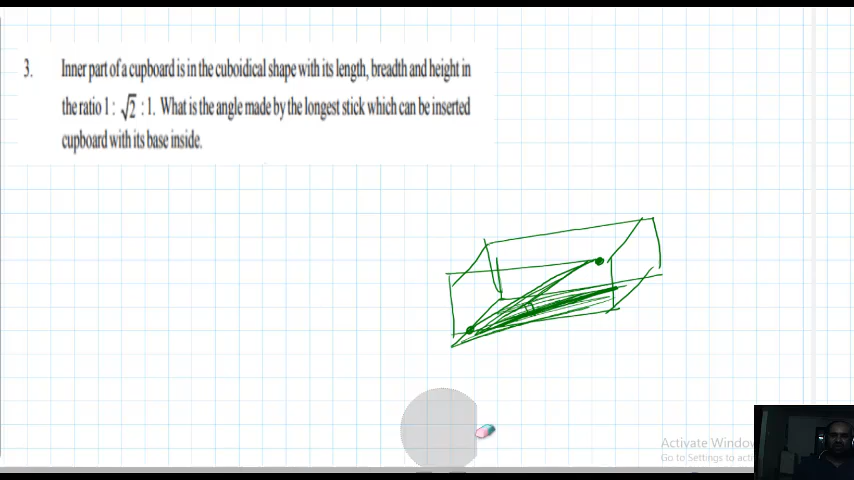 3. Inner part of a cupboard is in the cuboidical shape with its length, breadth and height in
the ratio 1 : √2 : 1. What is the angle made by the longest stick which can be inserted
cupboard with its base inside.
Activate Windo
Go to Settings to acti